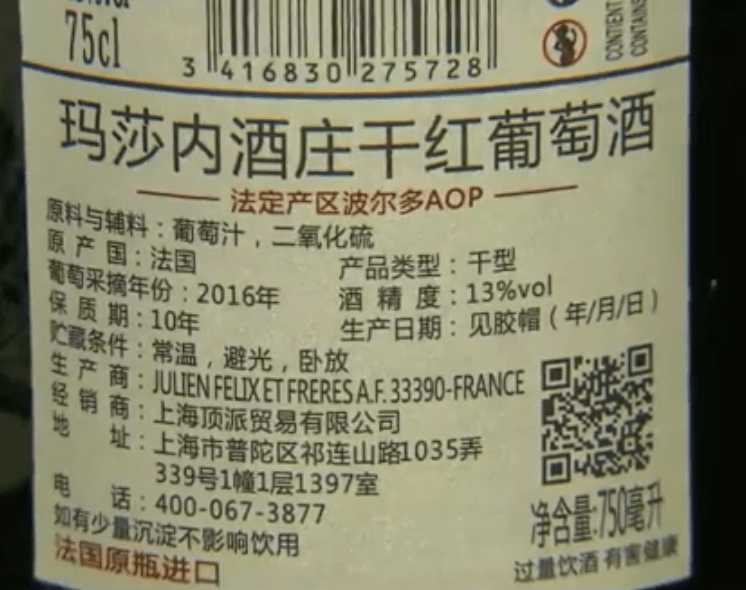 75cl
3 416830 275728
CONTIENT
CONTAINS
玛莎内酒庄干红葡萄酒
法定产区波尔多AOP
原料与辅料：葡萄汁，二氧化硫
原产国：法国 产品类型：干型
葡萄采摘年份：2016年 酒精度：13%vol
保质期：10年 生产日期：见胶帽（年/月/日）
贮藏条件：常温，避光，卧放
生产商：JULIEN FELIX ET FRERES A.F. 33390-FRANCE
经销商：上海顶派贸易有限公司
地址：上海市普陀区祁连山路1035弄
339号1幢1层1397室
电话：400-067-3877
如有少量沉淀不影响饮用
法国原瓶进口
净含量:750毫升
过量饮酒 有害健康